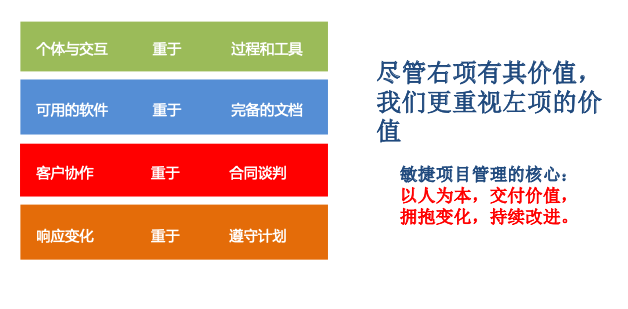 个体与交互 重于 过程和工具
可用的软件 重于 完备的文档
客户协作 重于 合同谈判
响应变化 重于 遵守计划
尽管右项有其价值，
我们更重视左项的价
值
敏捷项目管理的核心：
以人为本，交付价值，
拥抱变化，持续改进。